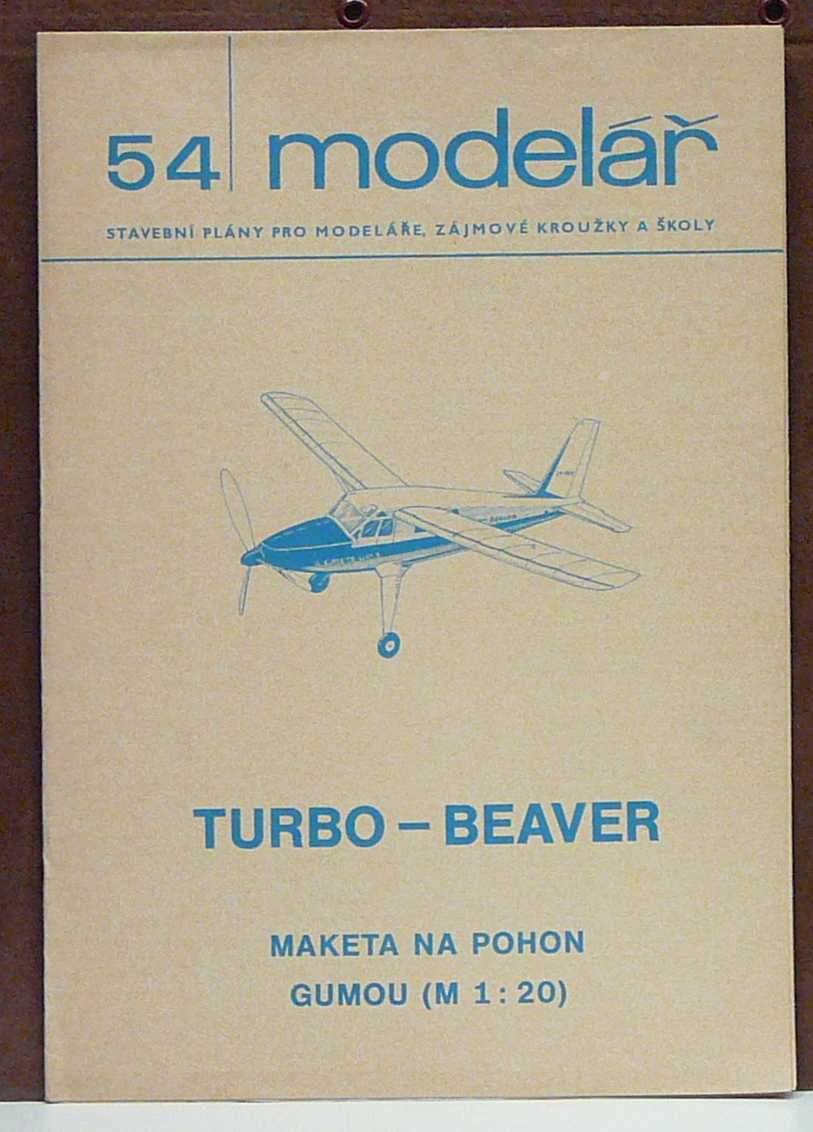 54 modelář
STAVEBNÍ PLÁNY PRO MODELÁŘE, ZÁJMOVÉ KROUŽKY A ŠKOLY
TURBO – BEAVER
MAKETA NA POHON
GUMOU (M 1 : 20)